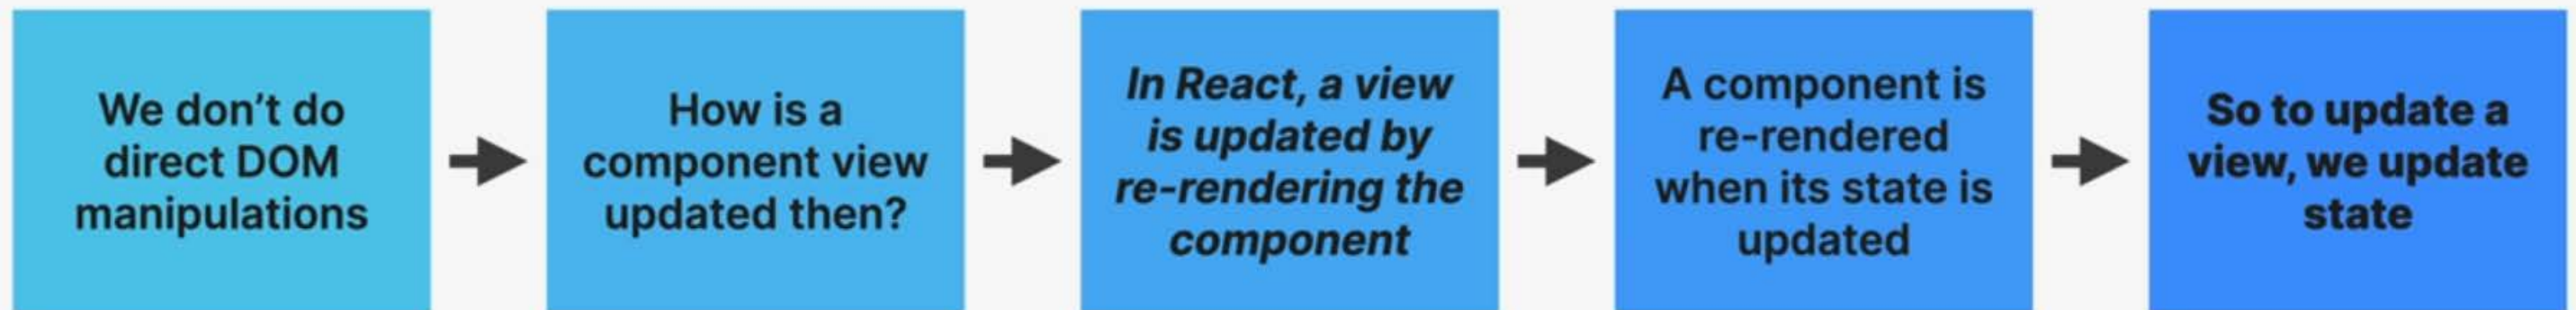 We don’t do
direct DOM
manipulations
How is a
component view
updated then?
In React, a view
is updated by
re-rendering the
component
A component is
re-rendered
when its state is
updated
So to update a
view, we update
state